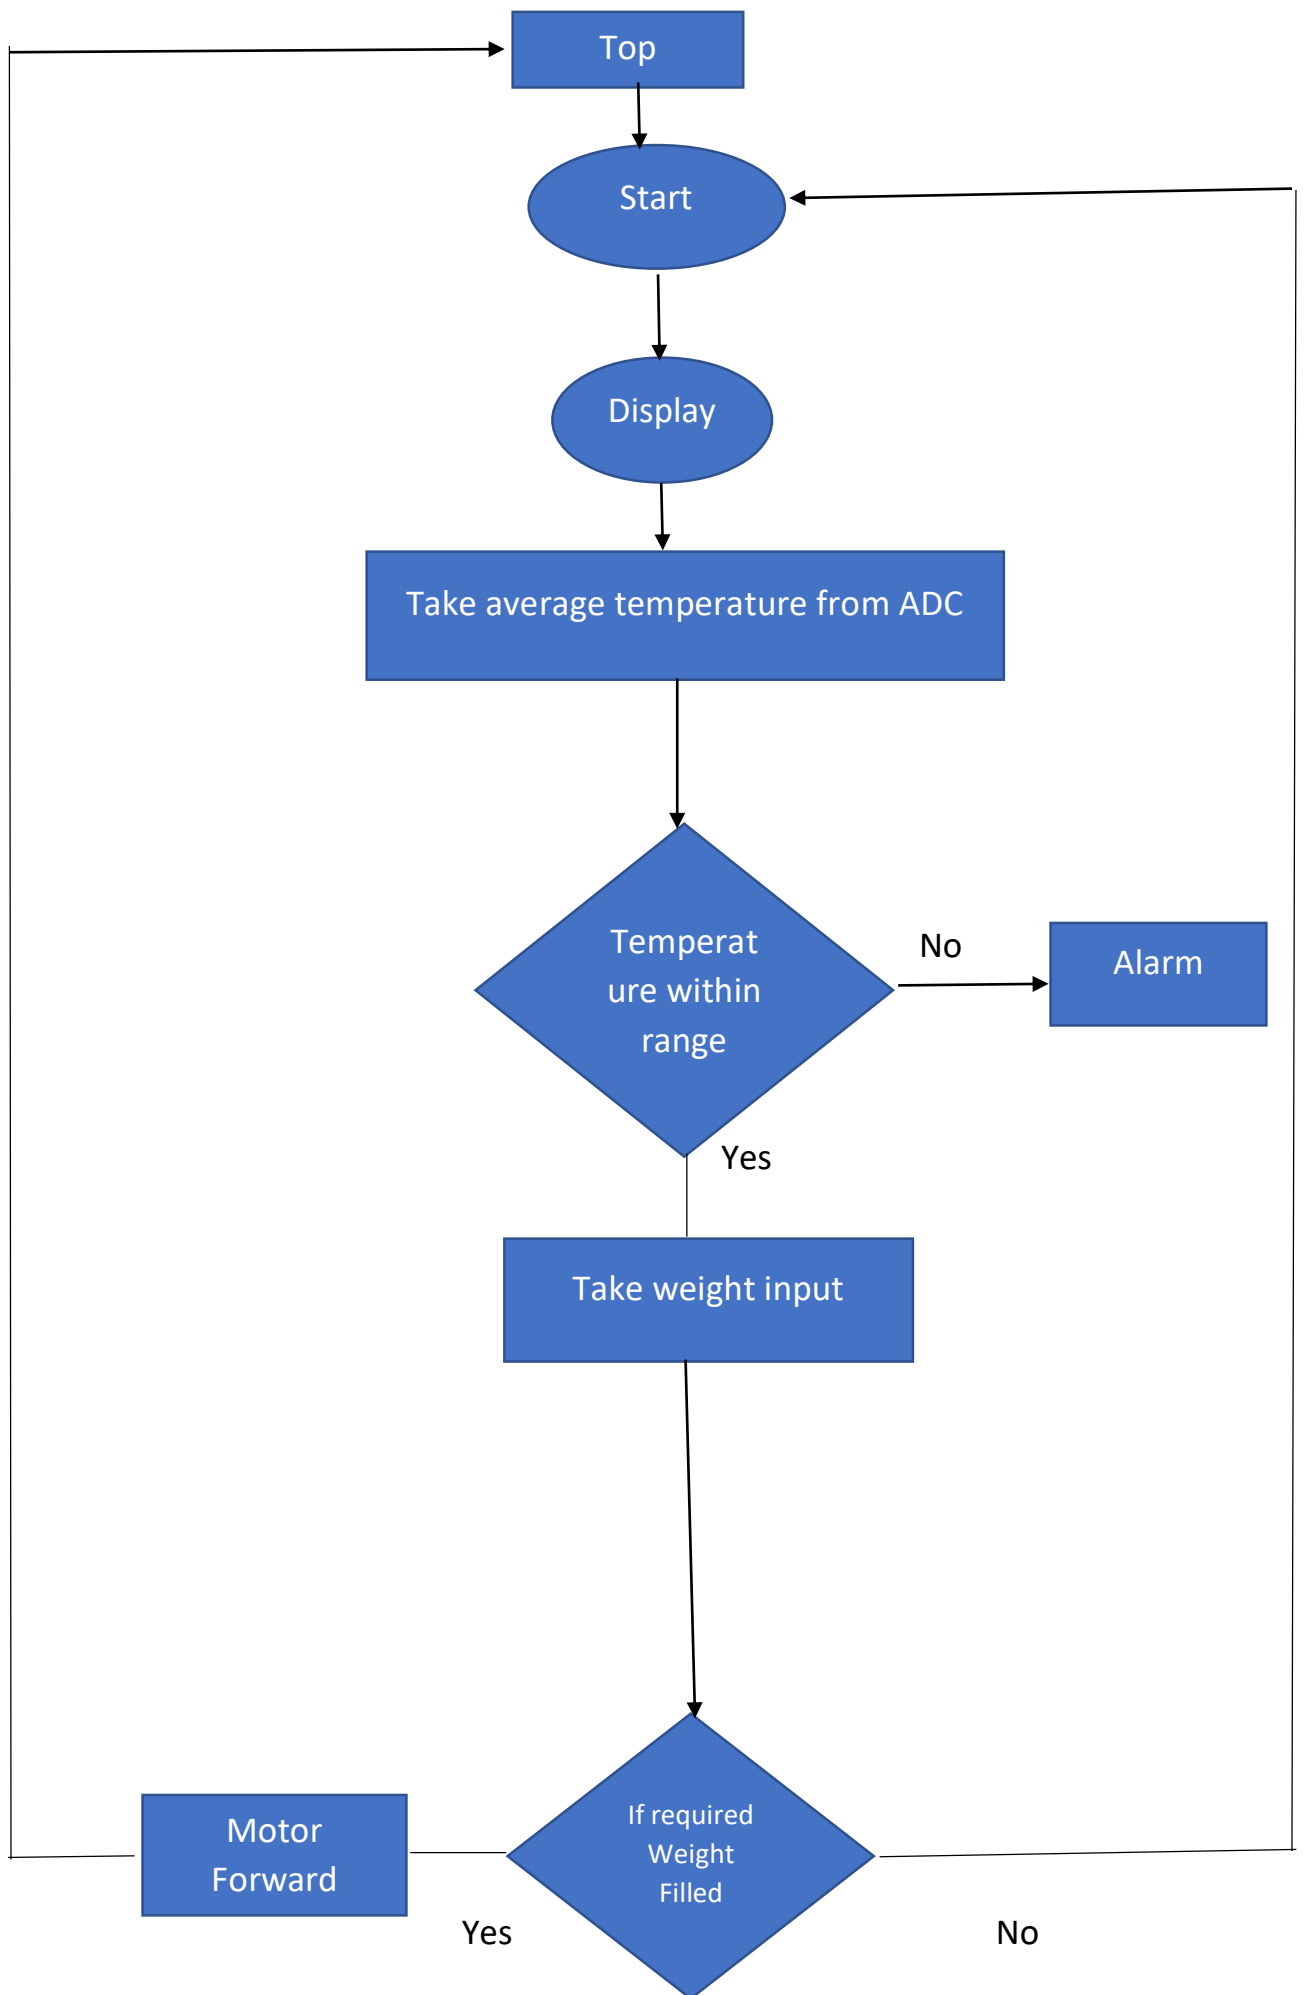 Top
Start
Display
Take average temperature from ADC
Temperat
ure within
range
No
Alarm
Yes
Take weight input
If required
Weight
Filled
Motor
Forward
Yes
No